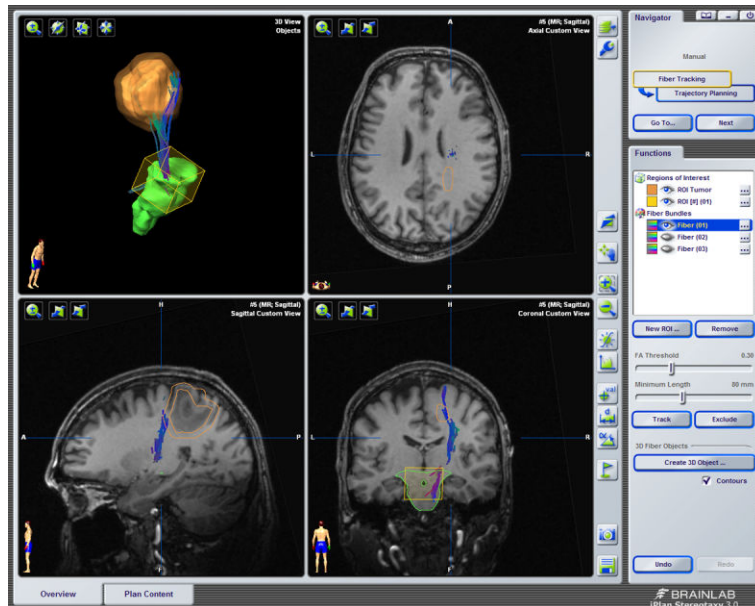 3D View
Objects
#5 (MR; Sagittal)
Axial Custom View
A
L
R
P
#5 (MR; Sagittal)
Sagittal Custom View
H
A
P
F
#5 (MR; Sagittal)
Coronal Custom View
H
L
R
val
d
Overview
Plan Content
Navigator
Manual
Fiber Tracking
Trajectory Planning
Go To...
Next
Functions
Regions of Interest
ROI Tumor
...
ROI [#] (01)
...
Fiber Bundles
Fiber (01)
...
Fiber (02)
...
Fiber (03)
...
New ROI ...
Remove
FA Threshold
0.30
Minimum Length
80 mm
Track
Exclude
3D Fiber Objects
Create 3D Object ...
Contours
Undo
Redo
BRAINLAB
iPlan Stereotaxy 3.0